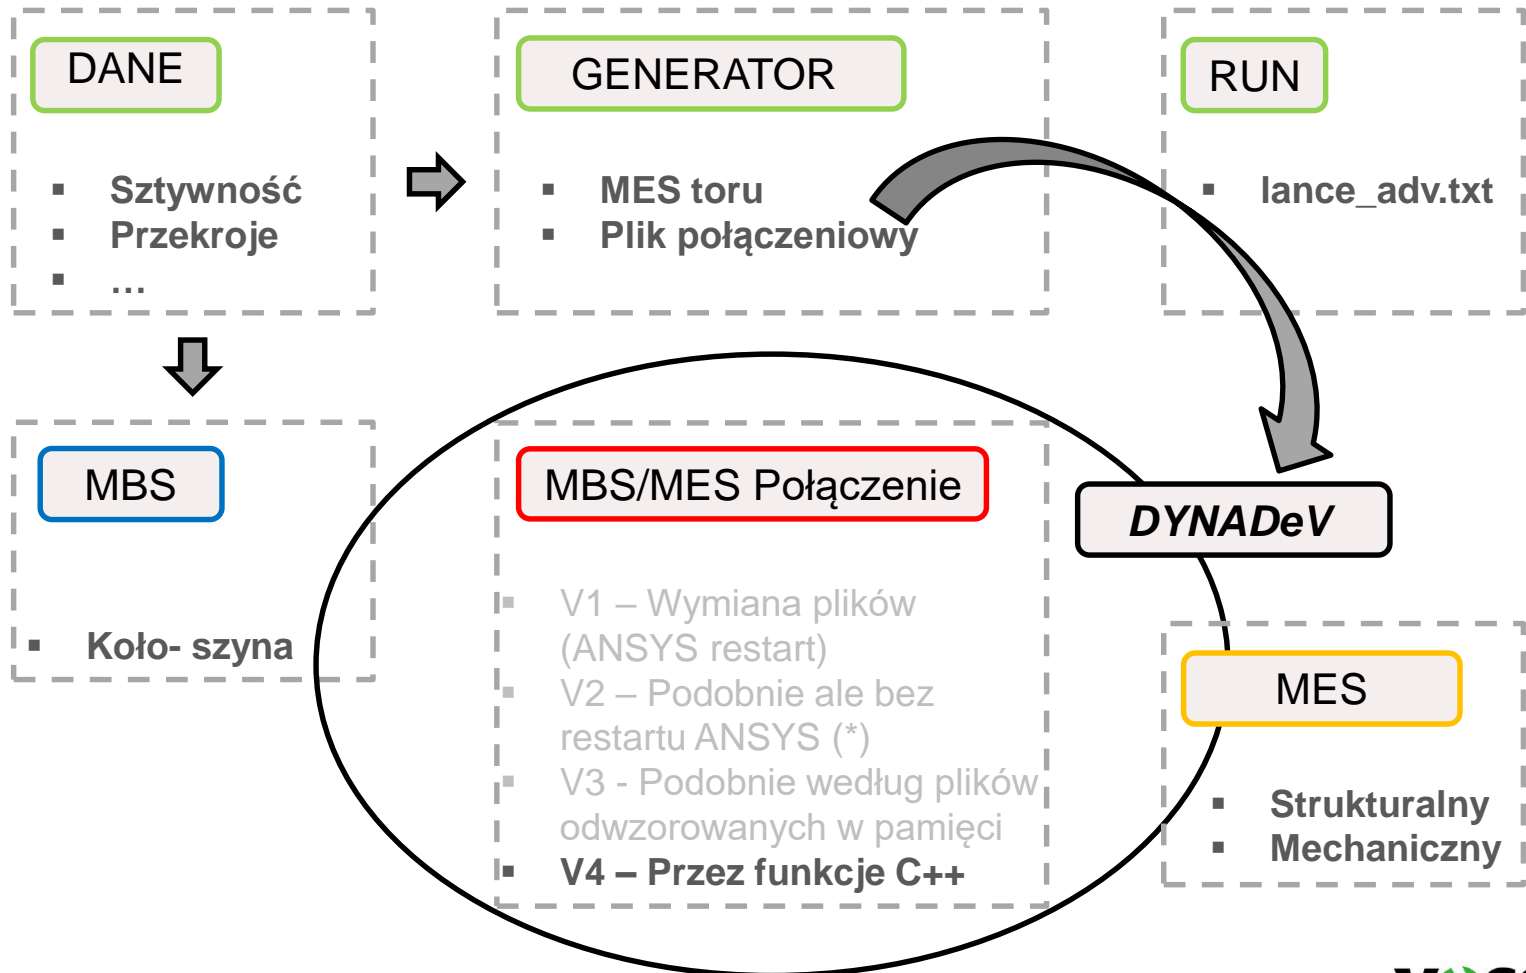 DANE
▪ Sztywność
▪ Przekroje
▪ …
GENERATOR
▪ MES toru
▪ Plik połączeniowy
RUN
▪ lance_adv.txt
MBS
▪ Koło- szyna
MBS/MES Połączenie
▪ V1 – Wymiana plików
(ANSYS restart)
▪ V2 – Podobnie ale bez
restartu ANSYS (*)
▪ V3 - Podobnie według plików
odwzorowanych w pamięci
▪ V4 – Przez funkcje C++
DYNADeV
MES
▪ Strukturalny
▪ Mechaniczny